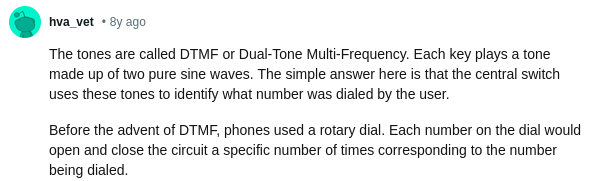 hva_vet • 8y ago
The tones are called DTMF or Dual-Tone Multi-Frequency. Each key plays a tone
made up of two pure sine waves. The simple answer here is that the central switch
uses these tones to identify what number was dialed by the user.
Before the advent of DTMF, phones used a rotary dial. Each number on the dial would
open and close the circuit a specific number of times corresponding to the number
being dialed.